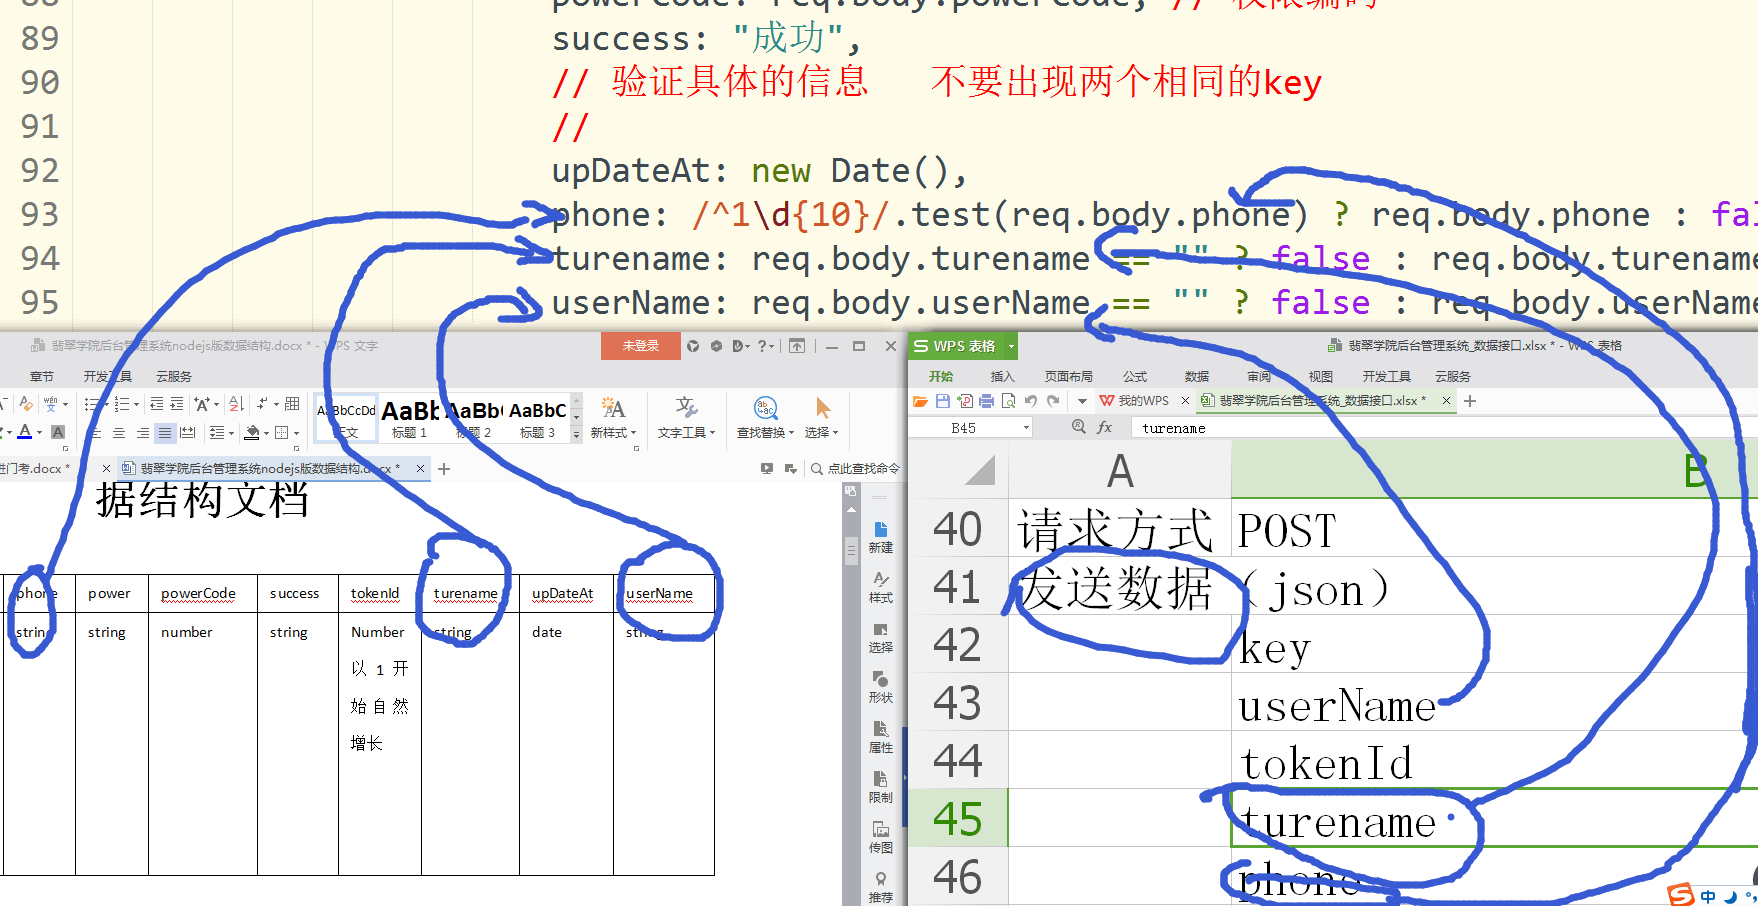 89 success: "成功",
90 // 验证具体的信息 不要出现两个相同的key
91 //
92 upDateAt: new Date(),
93 phone: /^1\d{10}/.test(req.body.phone) ? req.body.phone :
94 turename: req.body.turename == "" ? false : req.body.turename
95 userName: req.body.userName == "" ? false : req.body.userName
翡翠学院后台管理系统nodejs版数据结构.docx * - WPS 文字
未登录
章节 开发工具 云服务
AaBbCcDd AaBb AaBb( AaBbC
正文 标题 1 标题 2 标题 3 新样式 文字工具 查找替换 选择
进门考.docx * 翡翠学院后台管理系统nodejs版数据结构.docx * 点此查找命令
据结构文档
phone power powerCode success tokenId turename upDateAt userName
string string number string Number string date string
以 1 开
始自然
增长
新建
样式
选择
形状
属性
限制
传图
推荐
WPS 表格 翡翠学院后台管理系统_数据接口.xlsx * - WPS 表格
开始 插入 页面布局 公式 数据 审阅 视图 开发工具 云服务
我的WPS 翡翠学院后台管理系统_数据接口.xlsx *
B45 fx turename
A B
40 请求方式 POST
41 发送数据 (json)
42 key
43 userName
44 tokenId
45 turename
46 phone
中